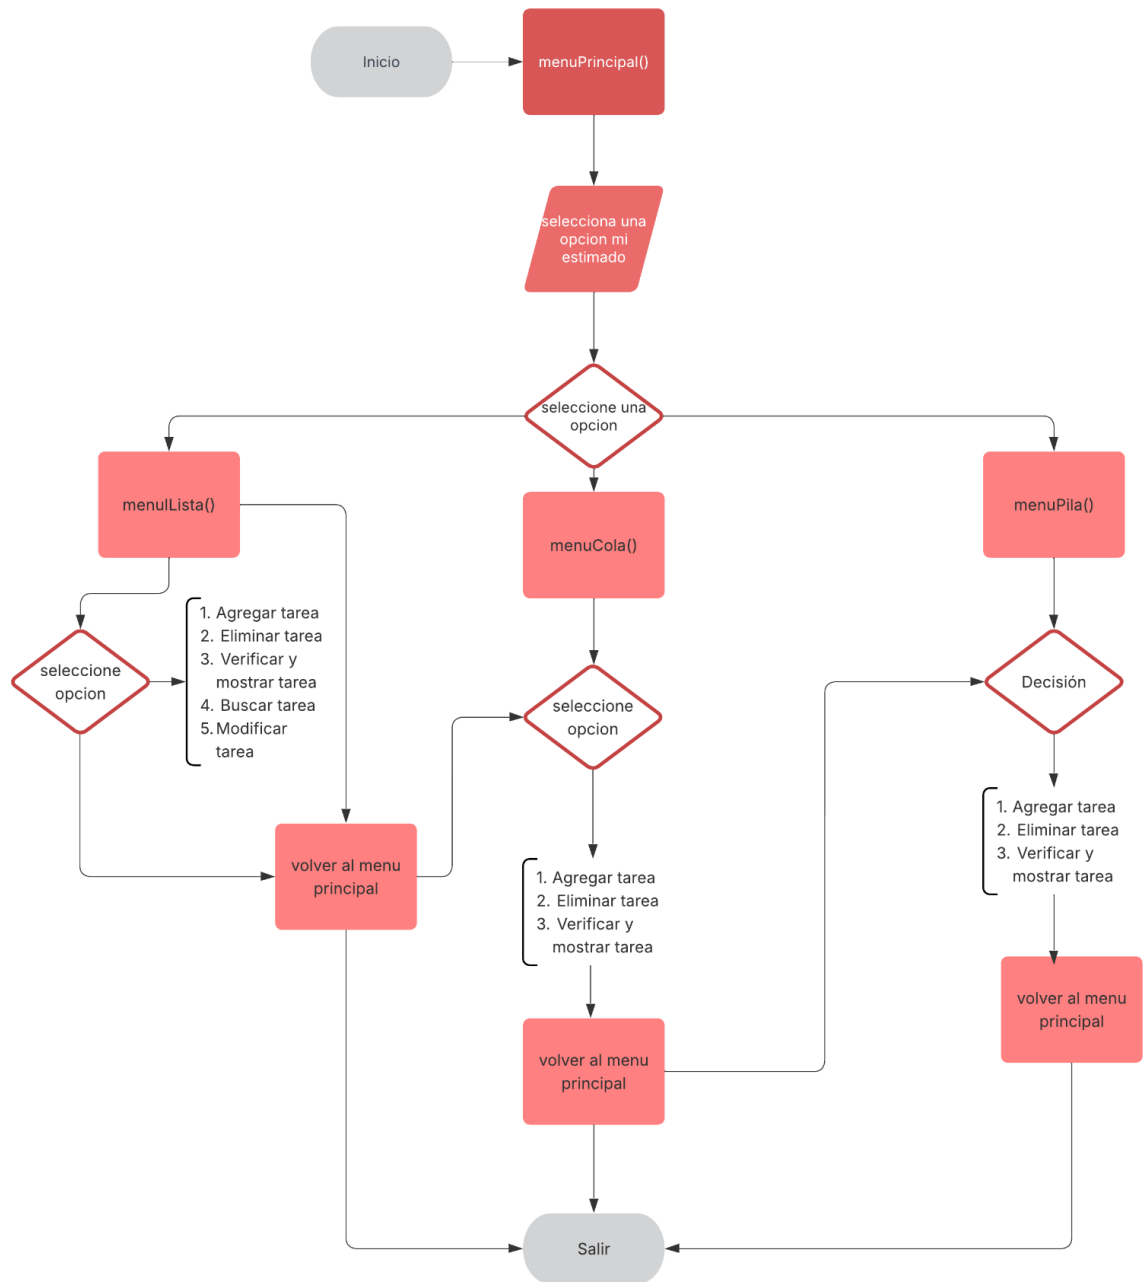 Inicio
menuPrincipal()
selecciona una
opcion mi
estimado
seleccione una
opcion
menulLista()
menuCola()
menuPila()
seleccione
opcion
1. Agregar tarea
2. Eliminar tarea
3. Verificar y
mostrar tarea
4. Buscar tarea
5. Modificar
tarea
seleccione
opcion
Decisión
volver al menu
principal
1. Agregar tarea
2. Eliminar tarea
3. Verificar y
mostrar tarea
1. Agregar tarea
2. Eliminar tarea
3. Verificar y
mostrar tarea
volver al menu
principal
volver al menu
principal
Salir